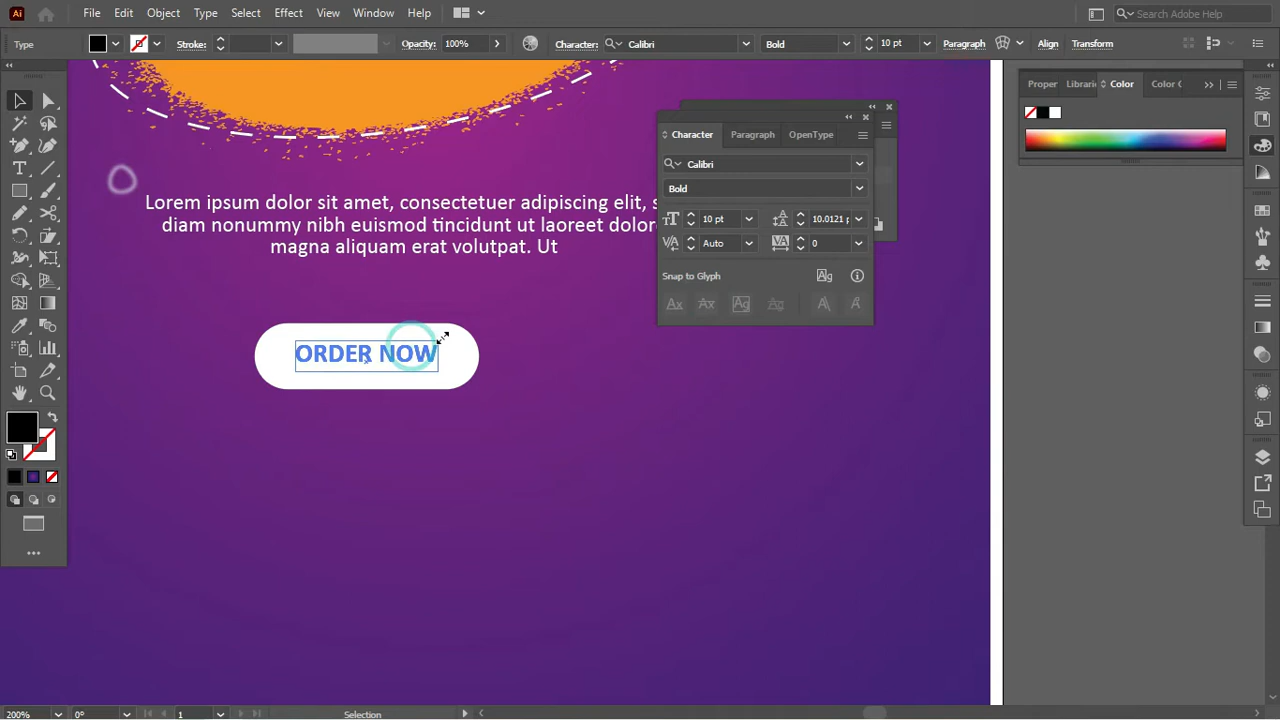 Ai File Edit Object Type Select Effect View Window Help Search Adobe Help
Type Stroke: Opacity: 100% Character: Calibri Bold 10 pt Paragraph Align Transform
Proper Librari Color Color
Character Paragraph OpenType
Calibri
Bold
10 pt 10.0121
Auto 0
Snap to Glyph
Lorem ipsum dolor sit amet, consectetuer adipiscing elit, s
diam nonummy nibh euismod tincidunt ut laoreet dolor
magna aliquam erat volutpat. Ut
ORDER NOW
200% 0° 1 Selection